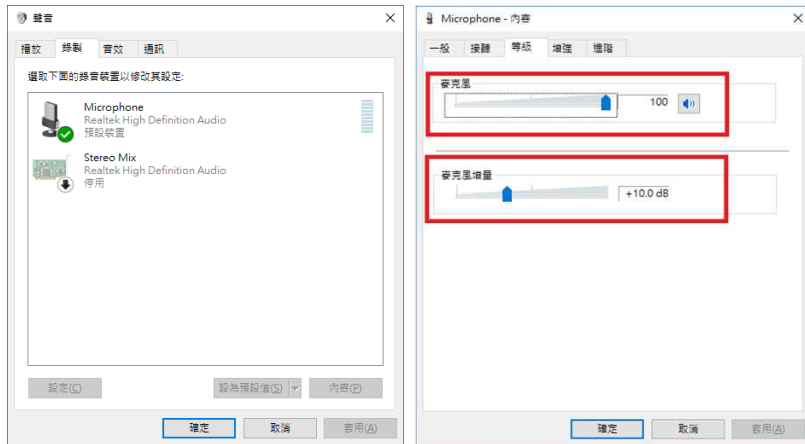 聲音
播放 錄製 音效 通訊
選取下面的錄音裝置以修改其設定:
Microphone
Realtek High Definition Audio
預設裝置
Stereo Mix
Realtek High Definition Audio
停用
設定(C) 設為預設值(S) 內容(P)
確定 取消 套用(A)
Microphone - 內容
一般 接聽 等級 增強 進階
麥克風
100
麥克風增量
+10.0 dB
確定 取消 套用(A)